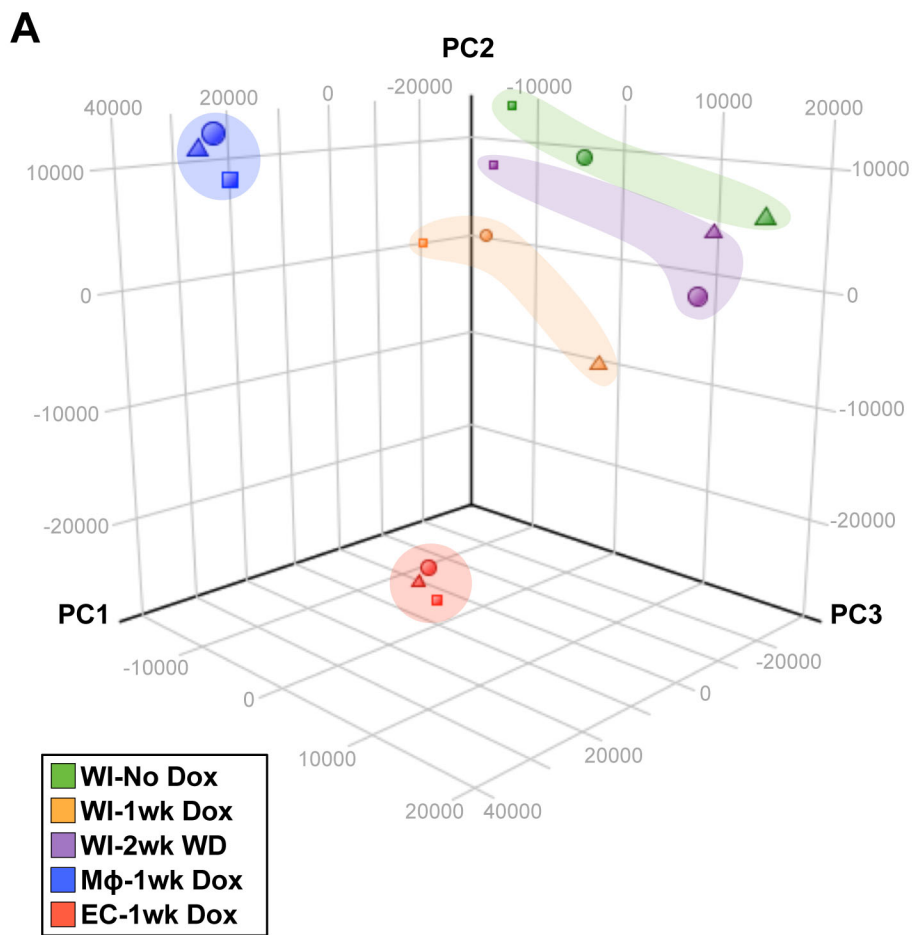 A
PC2
40000 20000 0 -20000 -10000 0 10000 20000
10000 10000
0 0
-10000 -10000
-20000 -20000
PC1 PC3
-10000 -20000
0 0
10000 20000
20000 40000
WI-No Dox
WI-1wk Dox
WI-2wk WD
Mϕ-1wk Dox
EC-1wk Dox